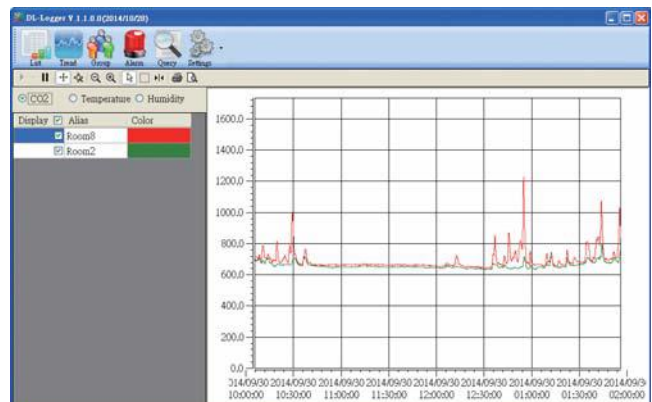 DL-Logger V 1.1.0.0(2014/10/20)
List Trend Group Alarm Query Settings
CO2 Temperature Humidity
Display Alias Color
Room8
Room2
1600.0
1400.0
1200.0
1000.0
800.0
600.0
400.0
200.0
0.0
014/09/30 2014/09/30 2014/09/30 2014/09/30 2014/09/30 2014/09/30 2014/09/30 2014/09/30 2014/09/3
10:00:00 10:30:00 11:00:00 11:30:00 12:00:00 12:30:00 01:00:00 01:30:00 02:00:00